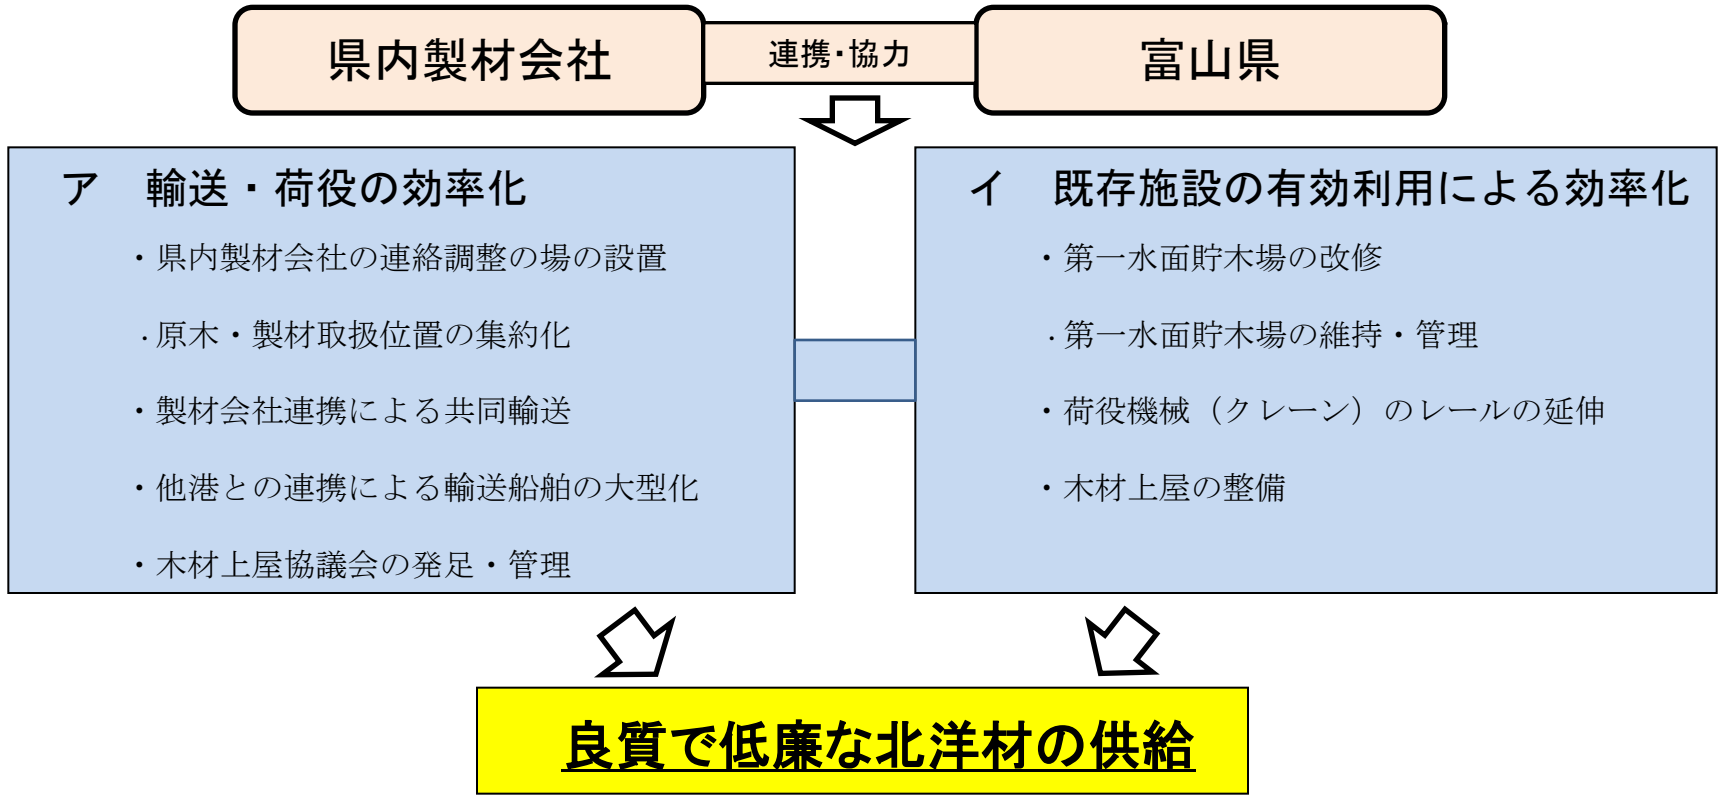 県内製材会社
連携・協力
富山県
ア 輸送・荷役の効率化
・県内製材会社の連絡調整の場の設置
・原木・製材取扱位置の集約化
・製材会社連携による共同輸送
・他港との連携による輸送船舶の大型化
・木材上屋協議会の発足・管理
イ 既存施設の有効利用による効率化
・第一水面貯木場の改修
・第一水面貯木場の維持・管理
・荷役機械（クレーン）のレールの延伸
・木材上屋の整備
良質で低廉な北洋材の供給